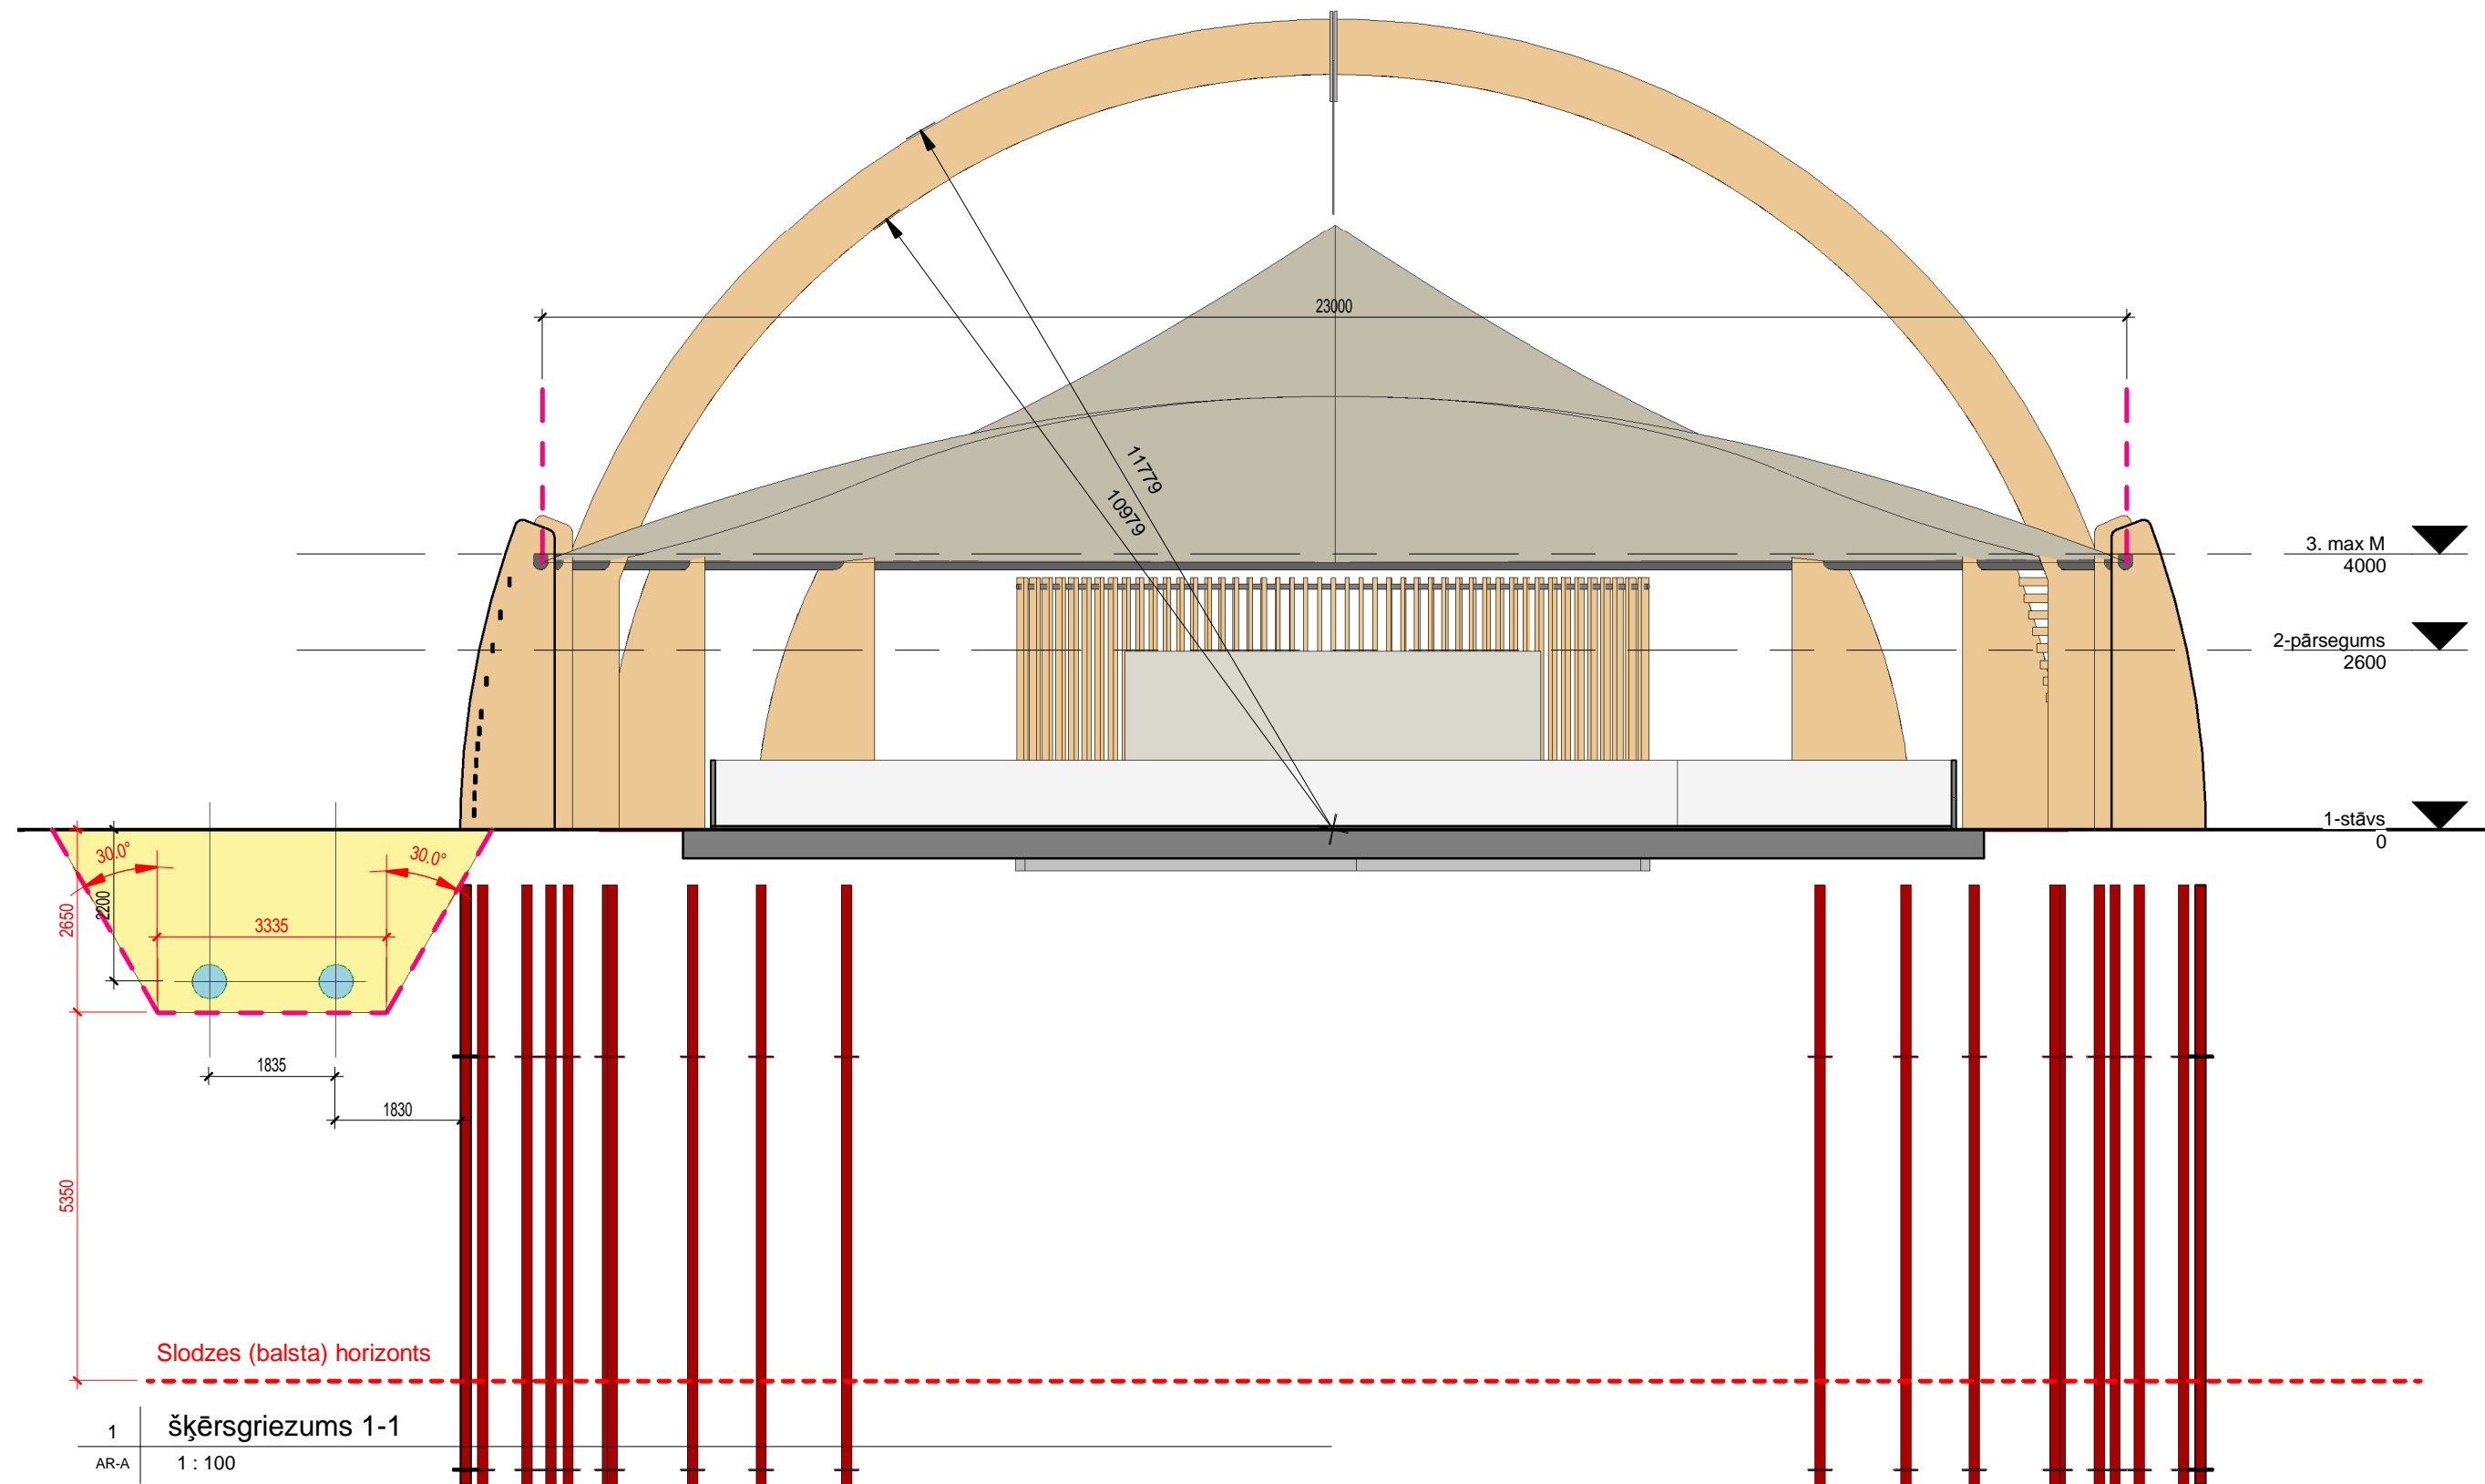 23000
11779
10979
3. max M
4000
2-pārsegums
2600
1-stāvs
0
30.0°
30.0°
2200
2650
3335
1835
1830
5350
Slodzes (balsta) horizonts
1
šķērsgriezums 1-1
AR-A
1 : 100